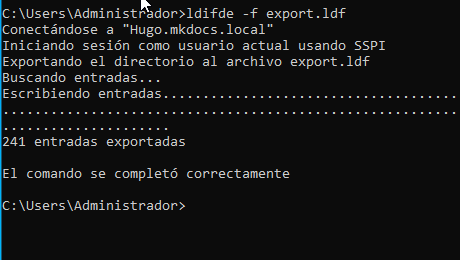 C:\Users\Administrador>ldifde -f export.ldf
Conectándose a "Hugo.mkdocs.local"
Iniciando sesión como usuario actual usando SSPI
Exportando el directorio al archivo export.ldf
Buscando entradas...
Escribiendo entradas.....................................
.........................................................
.....................
241 entradas exportadas
El comando se completó correctamente
C:\Users\Administrador>